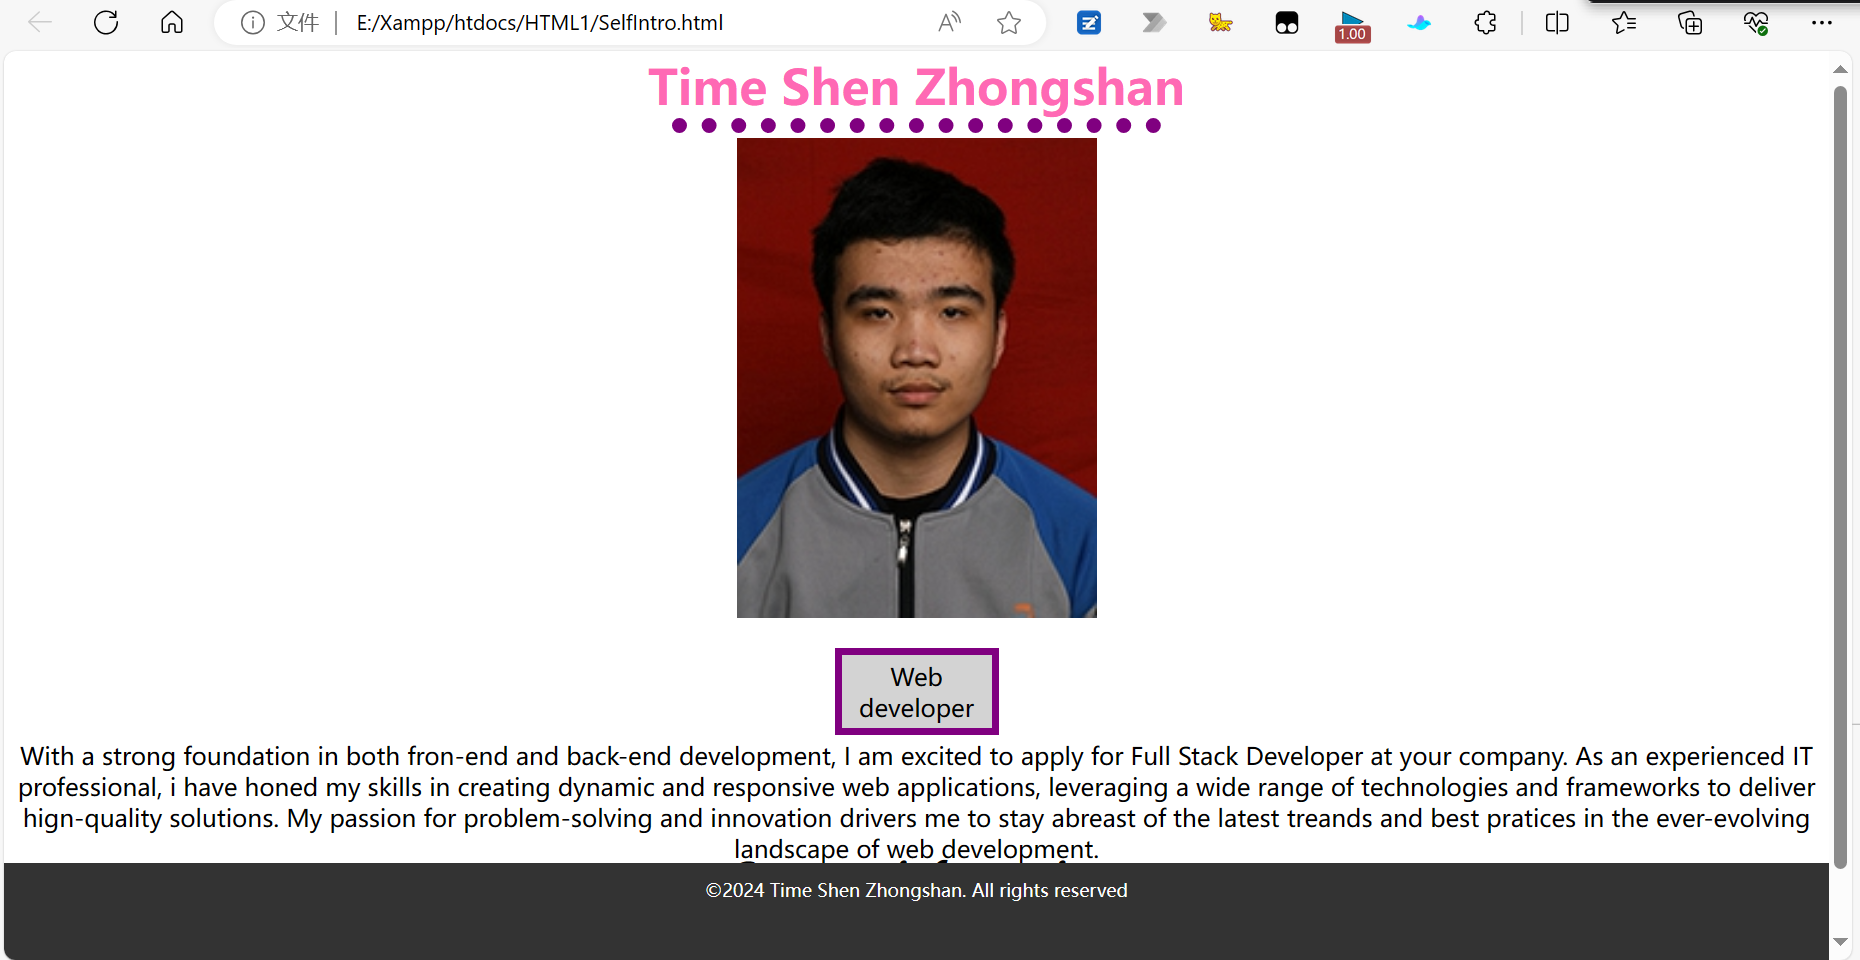 文件
E:/Xampp/htdocs/HTML1/SelfIntro.html
1.00
Time Shen Zhongshan
Web
developer
With a strong foundation in both fron-end and back-end development, I am excited to apply for Full Stack Developer at your company. As an experienced IT
professional, i have honed my skills in creating dynamic and responsive web applications, leveraging a wide range of technologies and frameworks to deliver
hign-quality solutions. My passion for problem-solving and innovation drivers me to stay abreast of the latest treands and best pratices in the ever-evolving
landscape of web development.
©2024 Time Shen Zhongshan. All rights reserved